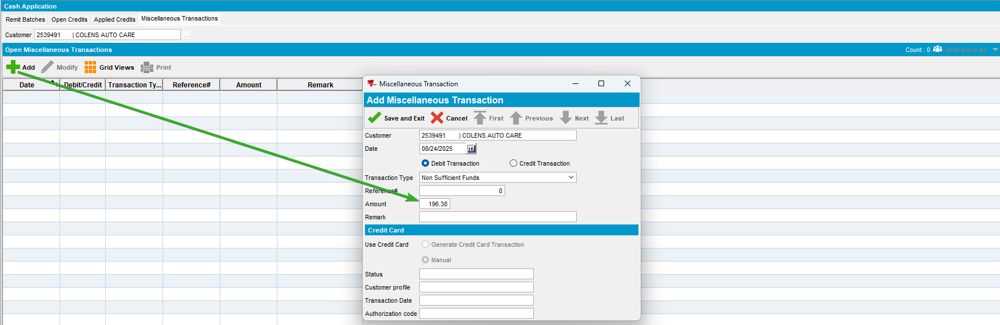 Cash Application
Remit Batches Open Credits Applied Credits Miscellaneous Transactions
Customer 2539491 | COLENS AUTO CARE ...
Open Miscellaneous Transactions Count : 0 Grid View All
Add Modify Grid Views Print
Date Debit/Credit Transaction Ty... Reference# Amount Remark
Miscellaneous Transaction
Add Miscellaneous Transaction
Save and Exit Cancel First Previous Next Last
Customer 2539491 | COLENS AUTO CARE
Date 08/24/2025 16
Debit Transaction Credit Transaction
Transaction Type Non Sufficient Funds
Reference# 0
Amount 196.38
Remark
Credit Card
Use Credit Card Generate Credit Card Transaction
Manual
Status
Customer profile
Transaction Date
Authorization code